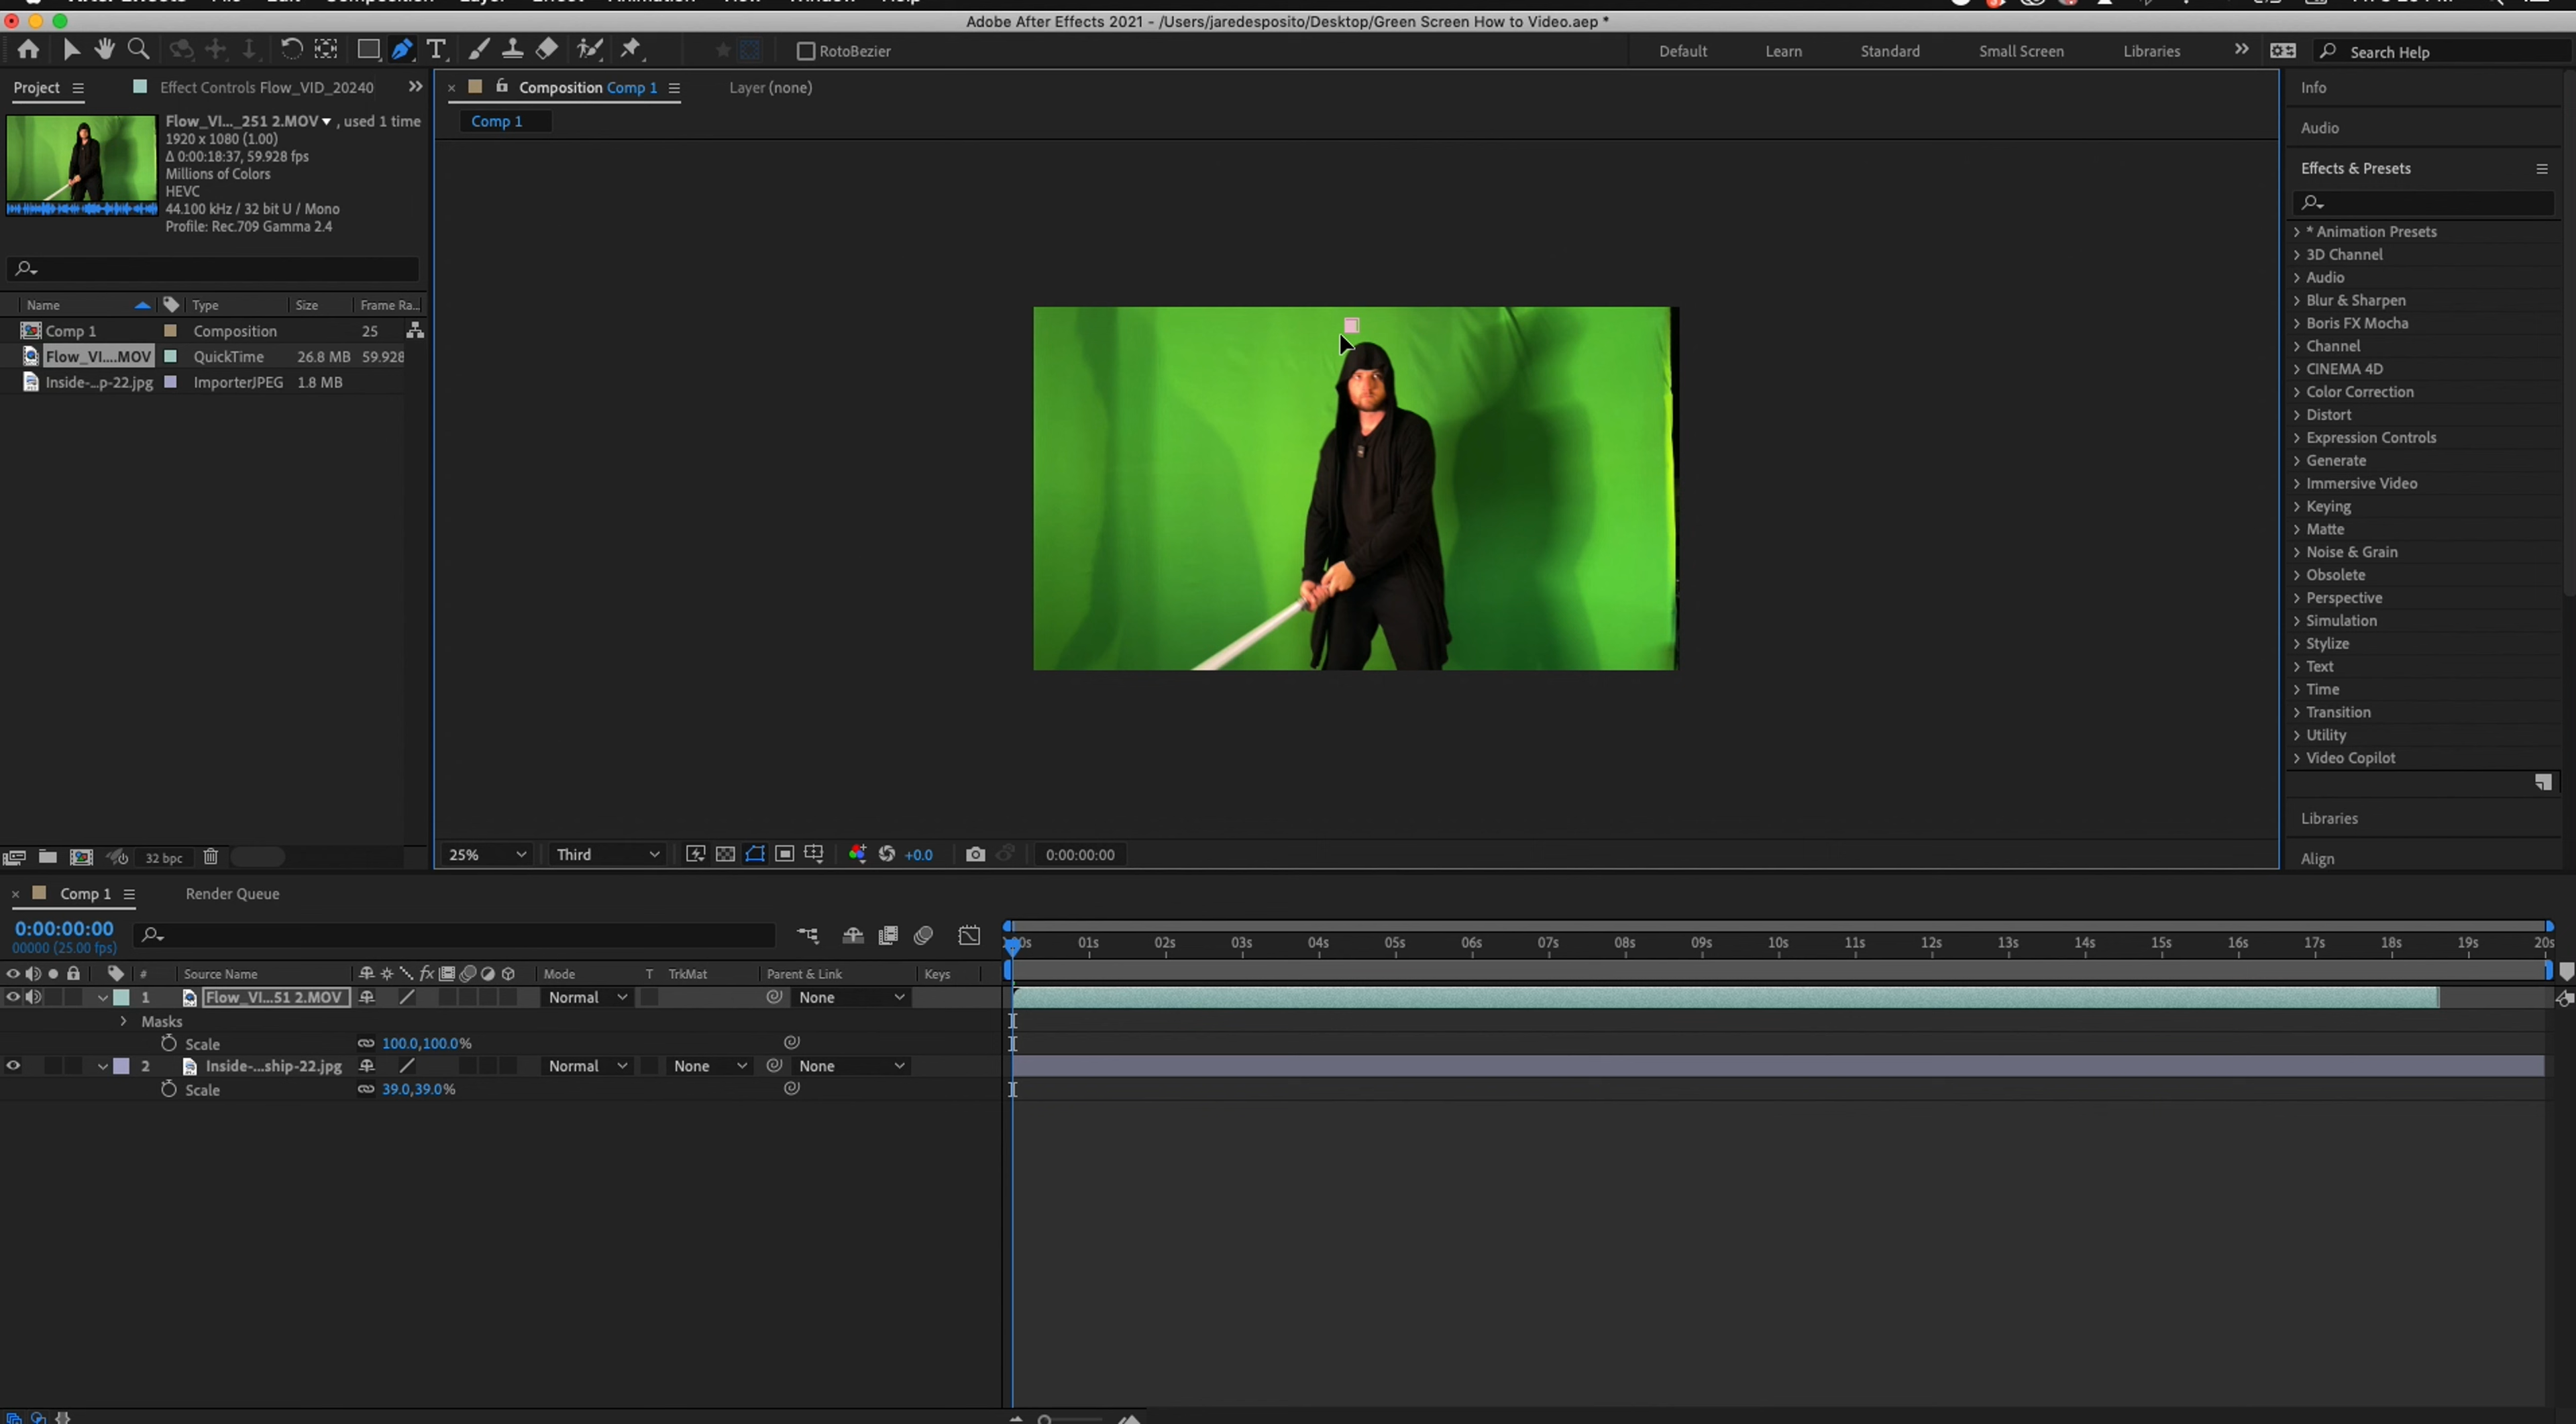 Adobe After Effects 2021 - /Users/jaredesposito/Desktop/Green Screen How to Video.aep *
RotoBezier
Default Learn Standard Small Screen Libraries Search Help
Project Effect Controls Flow_VID_20240
Composition Comp 1 Layer (none)
Comp 1
Flow_VI..._251 2.MOV , used 1 time
1920 x 1080 (1.00)
Δ 0:00:18:37, 59.928 fps
Millions of Colors
HEVC
44.100 kHz / 32 bit U / Mono
Profile: Rec.709 Gamma 2.4
Name Type Size Frame Ra...
Comp 1 Composition 25
Flow_VI....MOV QuickTime 26.8 MB 59.928
Inside-...p-22.jpg ImporterJPEG 1.8 MB
32 bpc
25% Third +0.0 0:00:00:00
Info
Audio
Effects & Presets
* Animation Presets
3D Channel
Audio
Blur & Sharpen
Boris FX Mocha
Channel
CINEMA 4D
Color Correction
Distort
Expression Controls
Generate
Immersive Video
Keying
Matte
Noise & Grain
Obsolete
Perspective
Simulation
Stylize
Text
Time
Transition
Utility
Video Copilot
Libraries
Align
Comp 1 Render Queue
0:00:00:00
00000 (25.00 fps)
01s 02s 03s 04s 05s 06s 07s 08s 09s 10s 11s 12s 13s 14s 15s 16s 17s 18s 19s 20s
# Source Name fx Mode T TrkMat Parent & Link Keys
1 Flow_VI...51 2.MOV Normal None
Masks
Scale 100.0,100.0%
2 Inside-...ship-22.jpg Normal None None
Scale 39.0,39.0%